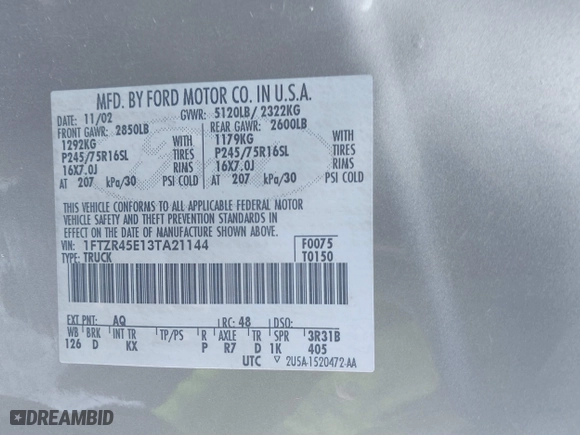 MFD. BY FORD MOTOR CO. IN U.S.A.
DATE: 11/02 GVWR: 5120LB/ 2322KG
FRONT GAWR: 2850LB REAR GAWR: 2600LB
1292KG WITH 1179KG WITH
P245/75R16SL TIRES P245/75R16SL TIRES
16X7.0J RIMS 16X7.0J RIMS
AT 207 kPa/30 PSI COLD AT 207 kPa/30 PSI COLD
THIS VEHICLE CONFORMS TO ALL APPLICABLE FEDERAL MOTOR
VEHICLE SAFETY AND THEFT PREVENTION STANDARDS IN
EFFECT ON THE DATE OF MANUFACTURE SHOWN ABOVE.
VIN: 1FTZR45E13TA21144 F0075
TYPE: TRUCK T0150
EXT PNT: AQ RC: 48 DSO:
WB BRK INT TR TP/PS R AXLE TR SPR 3R31B
126 D KX P R7 D 1K 405
UTC ▽ 2U5A-1520472-AA
DREAMBID